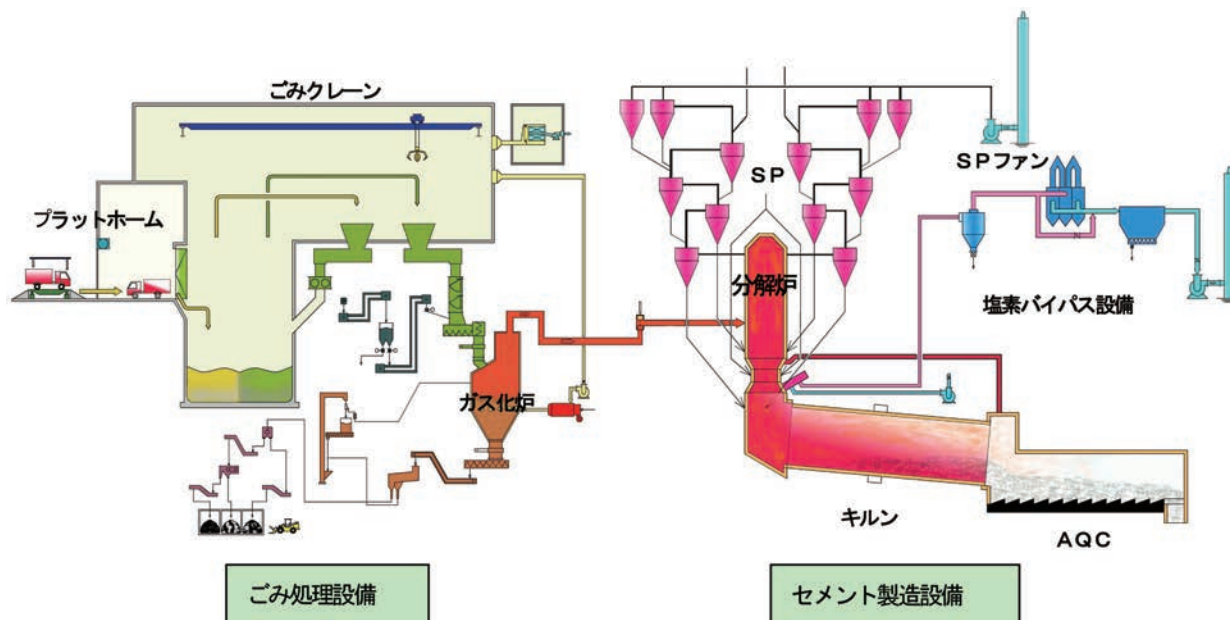 ごみクレーン
プラットホーム
ガス化炉
ごみ処理設備
SP
SPファン
分解炉
塩素バイパス設備
キルン
AQC
セメント製造設備